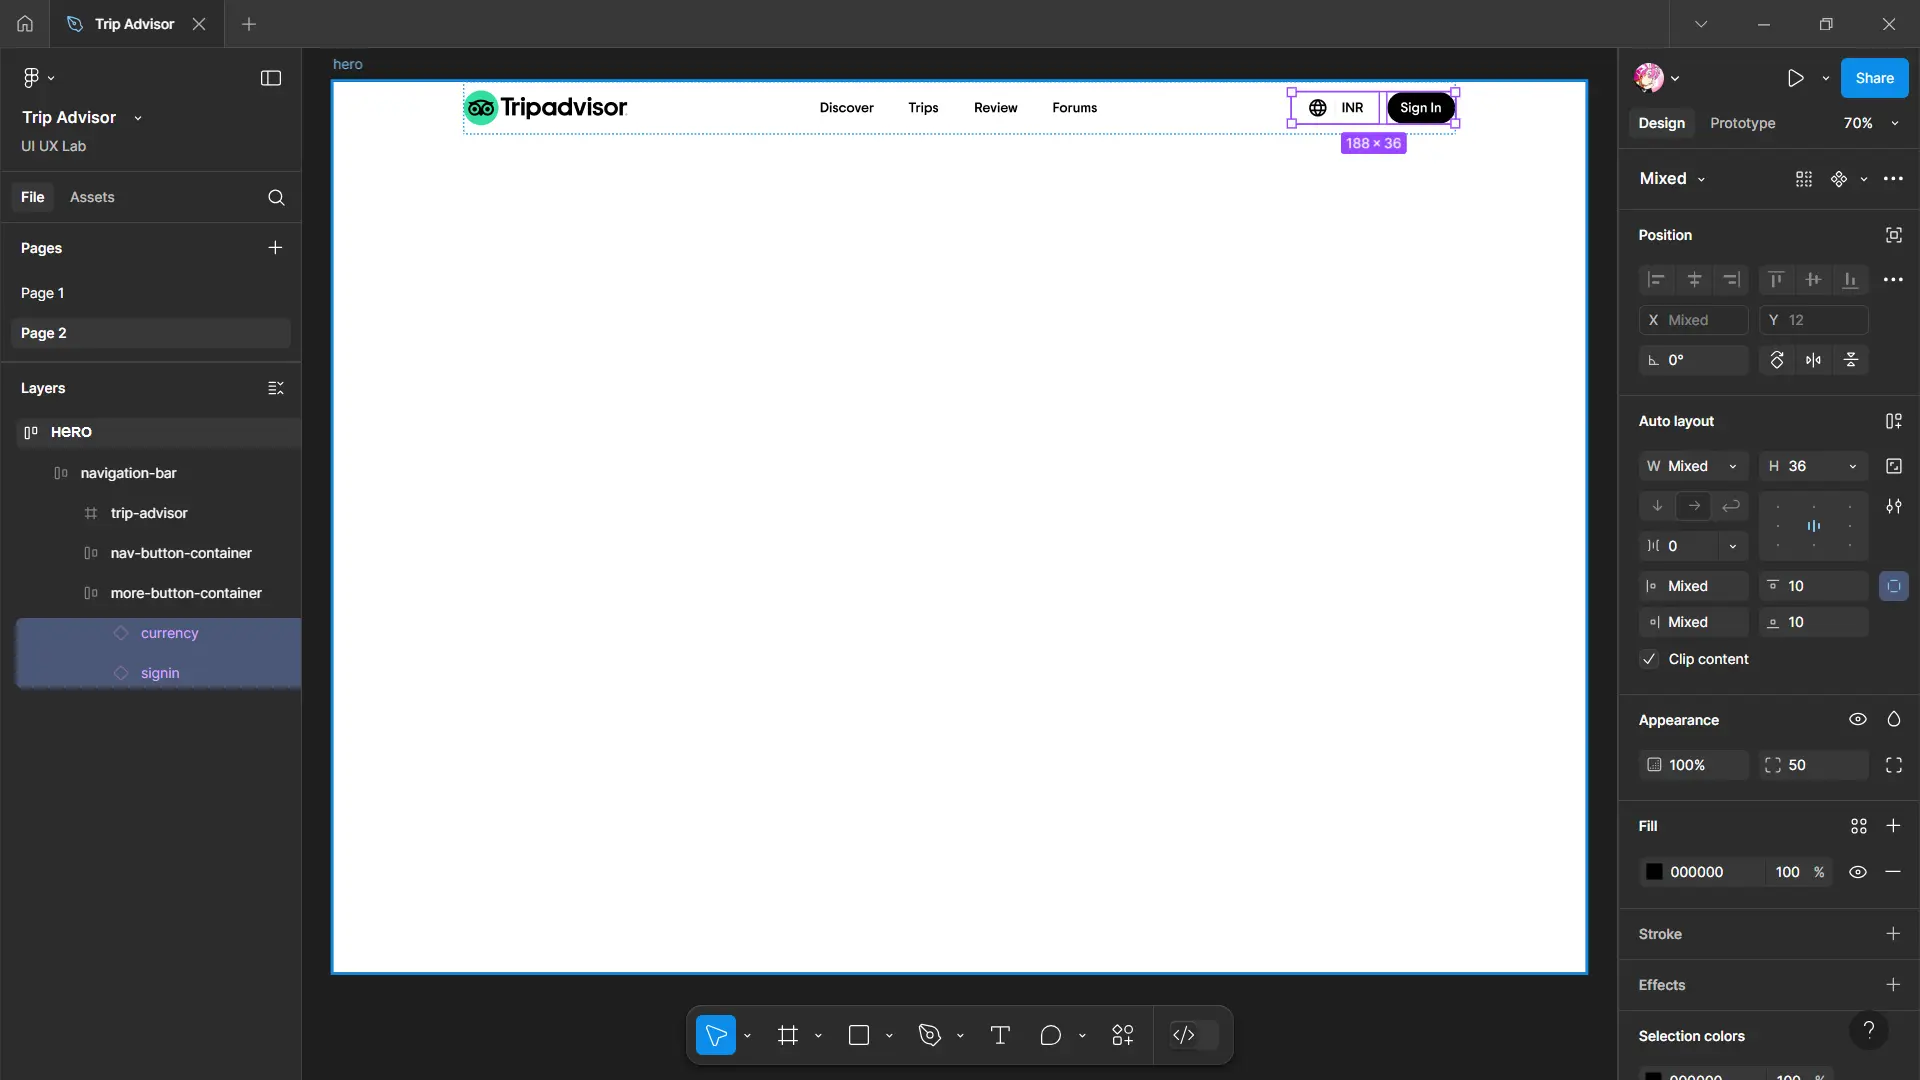 Trip Advisor
Trip Advisor
UI UX Lab
File
Assets
Pages
Page 1
Page 2
Layers
HERO
navigation-bar
trip-advisor
nav-button-container
more-button-container
currency
signin
hero
Tripadvisor
Discover
Trips
Review
Forums
INR
Sign In
188 × 36
Share
Design
Prototype
70%
Mixed
Position
X Mixed
Y 12
0°
Auto layout
W Mixed
H 36
0
Mixed
10
Mixed
10
Clip content
Appearance
100%
50
Fill
000000
100 %
Stroke
Effects
Selection colors
000000
100 %
?